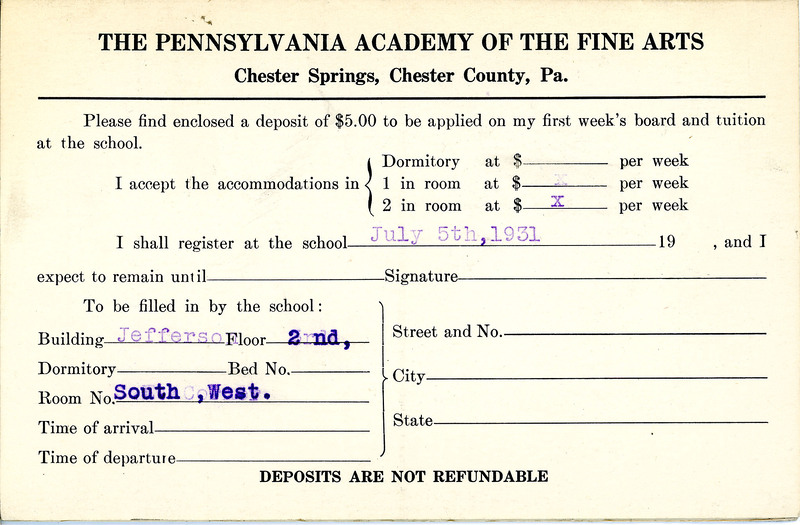 THE PENNSYLVANIA ACADEMY OF THE FINE ARTS
Chester Springs, Chester County, Pa.
Please find enclosed a deposit of $5.00 to be applied on my first week's board and tuition
at the school.
I accept the accommodations in
Dormitory at $ per week
1 in room at $ x per week
2 in room at $ x per week
I shall register at the school July 5th,1931 19 , and I
expect to remain until Signature
To be filled in by the school:
Building Jefferson Floor 2 nd,
Dormitory Bed No.
Room No. South ,West.
Time of arrival
Time of departure
Street and No.
City
State
DEPOSITS ARE NOT REFUNDABLE